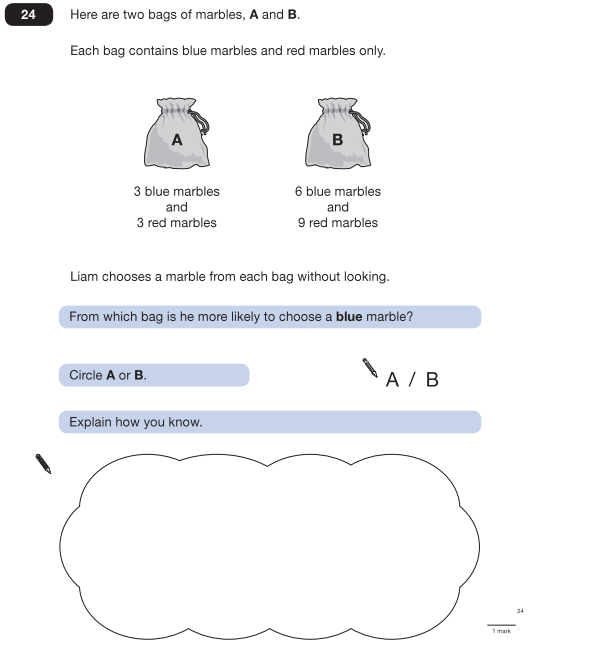 24
Here are two bags of marbles, A and B.
Each bag contains blue marbles and red marbles only.
A
B
3 blue marbles
and
3 red marbles
6 blue marbles
and
9 red marbles
Liam chooses a marble from each bag without looking.
From which bag is he more likely to choose a blue marble?
Circle A or B.
A / B
Explain how you know.
24
1 mark